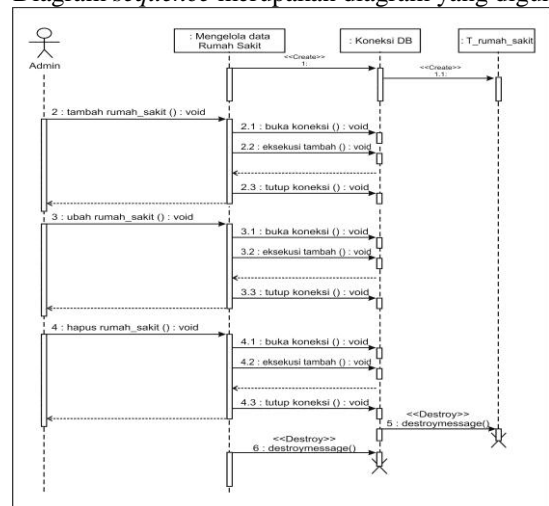 Diagram sequence merupakan diagram yang digu
Admin
: Mengelola data
Rumah Sakit
: Koneksi DB
: T_rumah_sakit
<<Create>>
1:
<<Create>>
1.1:
2 : tambah rumah_sakit () : void
2.1 : buka koneksi () : void
2.2 : eksekusi tambah () : void
2.3 : tutup koneksi () : void
3 : ubah rumah_sakit () : void
3.1 : buka koneksi () : void
3.2 : eksekusi tambah () : void
3.3 : tutup koneksi () : void
4 : hapus rumah_sakit () : void
4.1 : buka koneksi () : void
4.2 : eksekusi tambah () : void
4.3 : tutup koneksi () : void
<<Destroy>>
5 : destroymessage()
<<Destroy>>
6 : destroymessage()